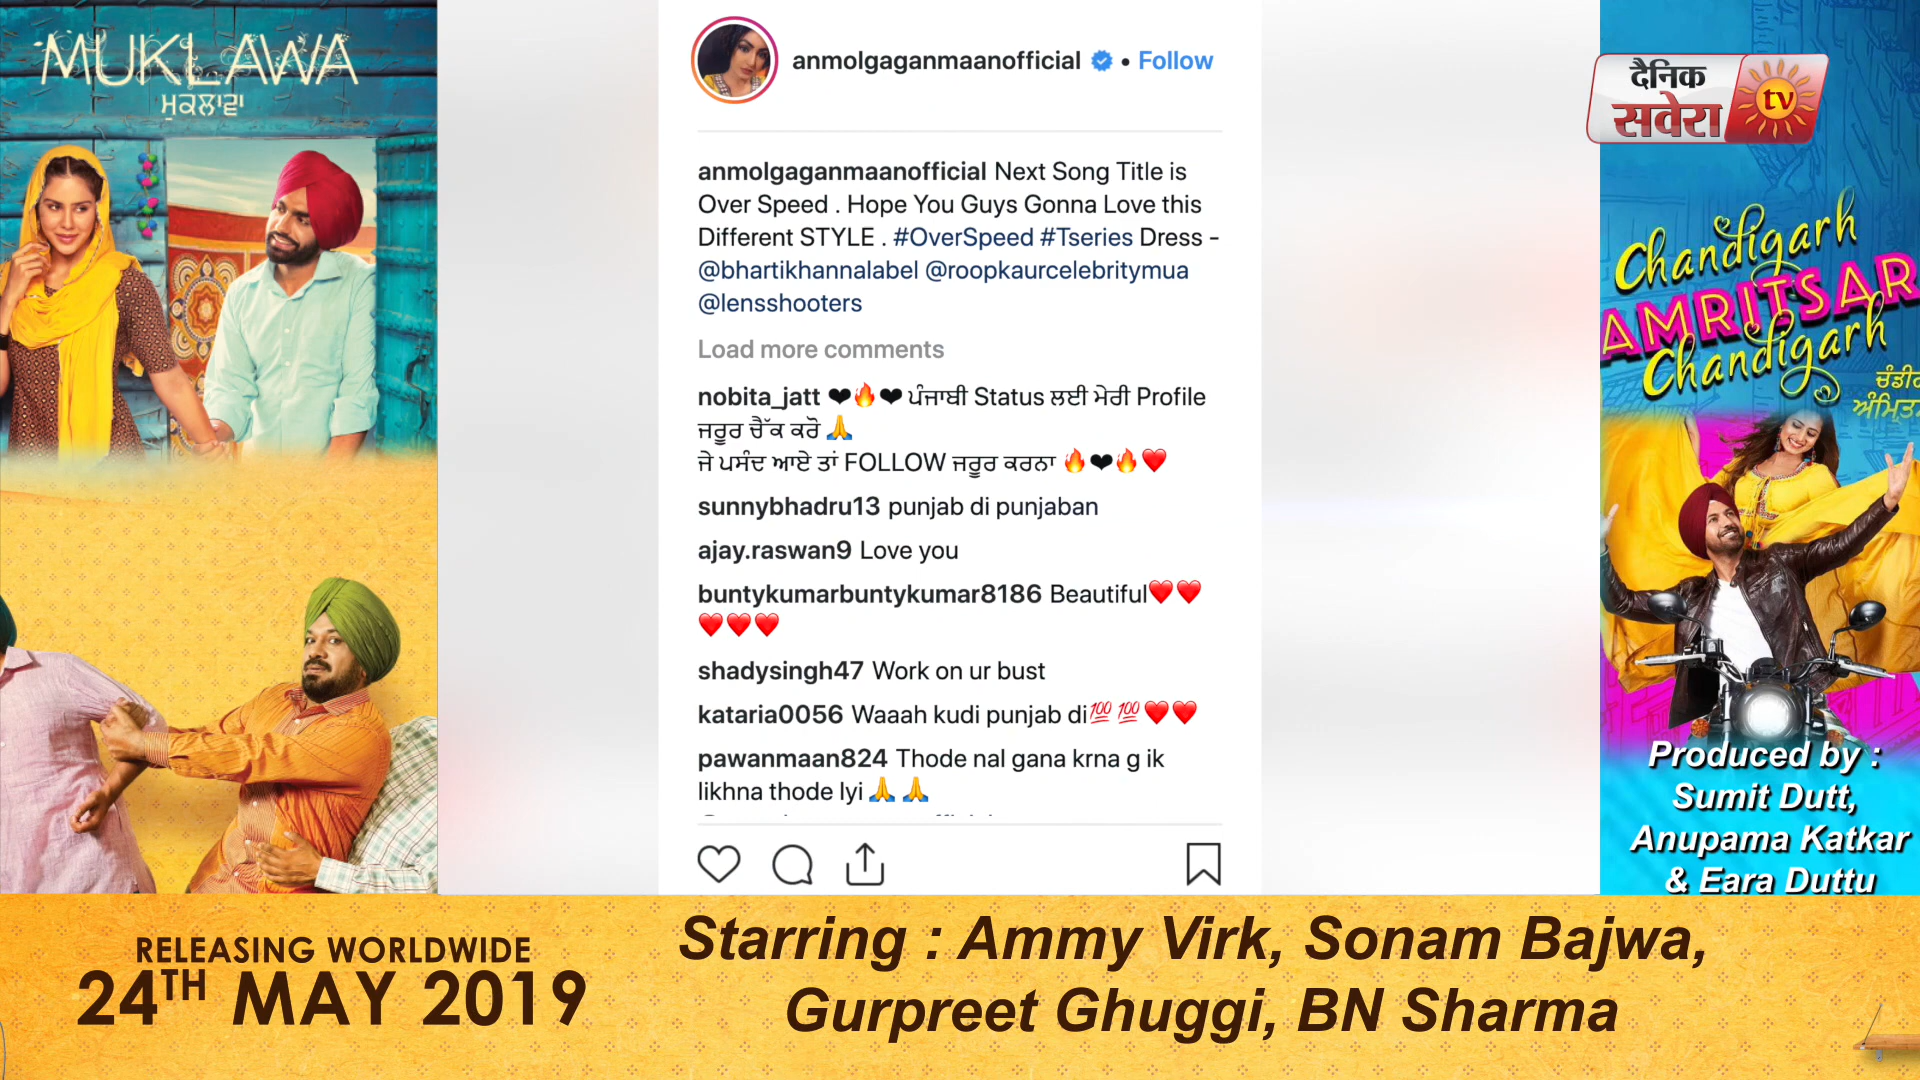 MUKLAWA
ਮੁਕਲਾਵਾ
anmolgaganmaanofficial • Follow
anmolgaganmaanofficial Next Song Title is
Over Speed . Hope You Guys Gonna Love this
Different STYLE . #OverSpeed #Tseries Dress -
@bhartikhannalabel @roopkaurcelebritymua
@lensshooters
Load more comments
nobita_jatt ❤🔥❤ ਪੰਜਾਬੀ Status ਲਈ ਮੇਰੀ Profile
ਜਰੂਰ ਚੈੱਕ ਕਰੋ 🙏
ਜੇ ਪਸੰਦ ਆਏ ਤਾਂ FOLLOW ਜਰੂਰ ਕਰਨਾ 🔥❤🔥❤️
sunnybhadru13 punjab di punjaban
ajay.raswan9 Love you
buntykumarbuntykumar8186 Beautiful❤️❤️
❤️❤️❤️
shadysingh47 Work on ur bust
kataria0056 Waaah kudi punjab di💯💯❤️❤️
pawanmaan824 Thode nal gana krna g ik
likhna thode lyi🙏🙏
दैनिक
सवेरा
tv
Chandigarh
AMRITSAR
Chandigarh
Produced by :
Sumit Dutt,
Anupama Katkar
& Eara Duttu
RELEASING WORLDWIDE
24TH MAY 2019
Starring : Ammy Virk, Sonam Bajwa,
Gurpreet Ghuggi, BN Sharma